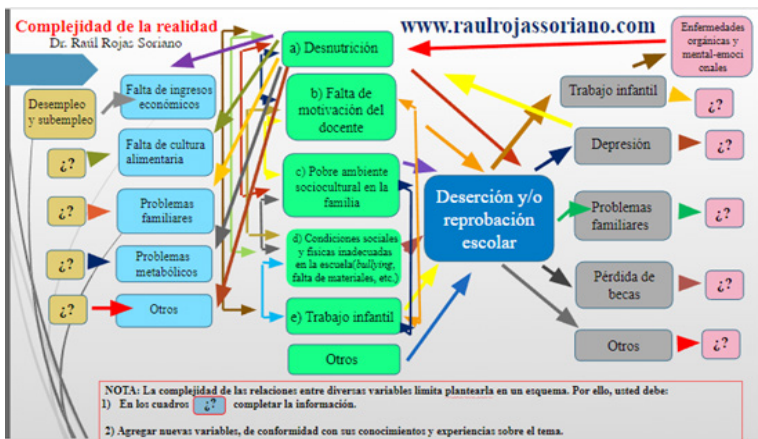 Complejidad de la realidad
Dr. Raúl Rojas Soriano
www.raulrojassoriano.com
Desempleo
y subempleo
¿?
¿?
¿?
¿?
Falta de ingresos
económicos
Falta de cultura
alimentaria
Problemas
familiares
Problemas
metabólicos
Otros
a) Desnutrición
b) Falta de
motivación del
docente
c) Pobre ambiente
sociocultural en la
familia
d) Condiciones sociales
y físicas inadecuadas
en la escuela(bullying,
falta de materiales, etc.)
e) Trabajo infantil
Otros
Deserción y/o
reprobación
escolar
Trabajo infantil
Depresión
Problemas
familiares
Pérdida de
becas
Otros
Enfermedades
orgánicas y
mental-emoci
onales
¿?
¿?
¿?
¿?
¿?
NOTA: La complejidad de las relaciones entre diversas variables limita plantearla en un esquema. Por ello, usted debe:
1) En los cuadros ¿? completar la información.
2) Agregar nuevas variables, de conformidad con sus conocimientos y experiencias sobre el tema.